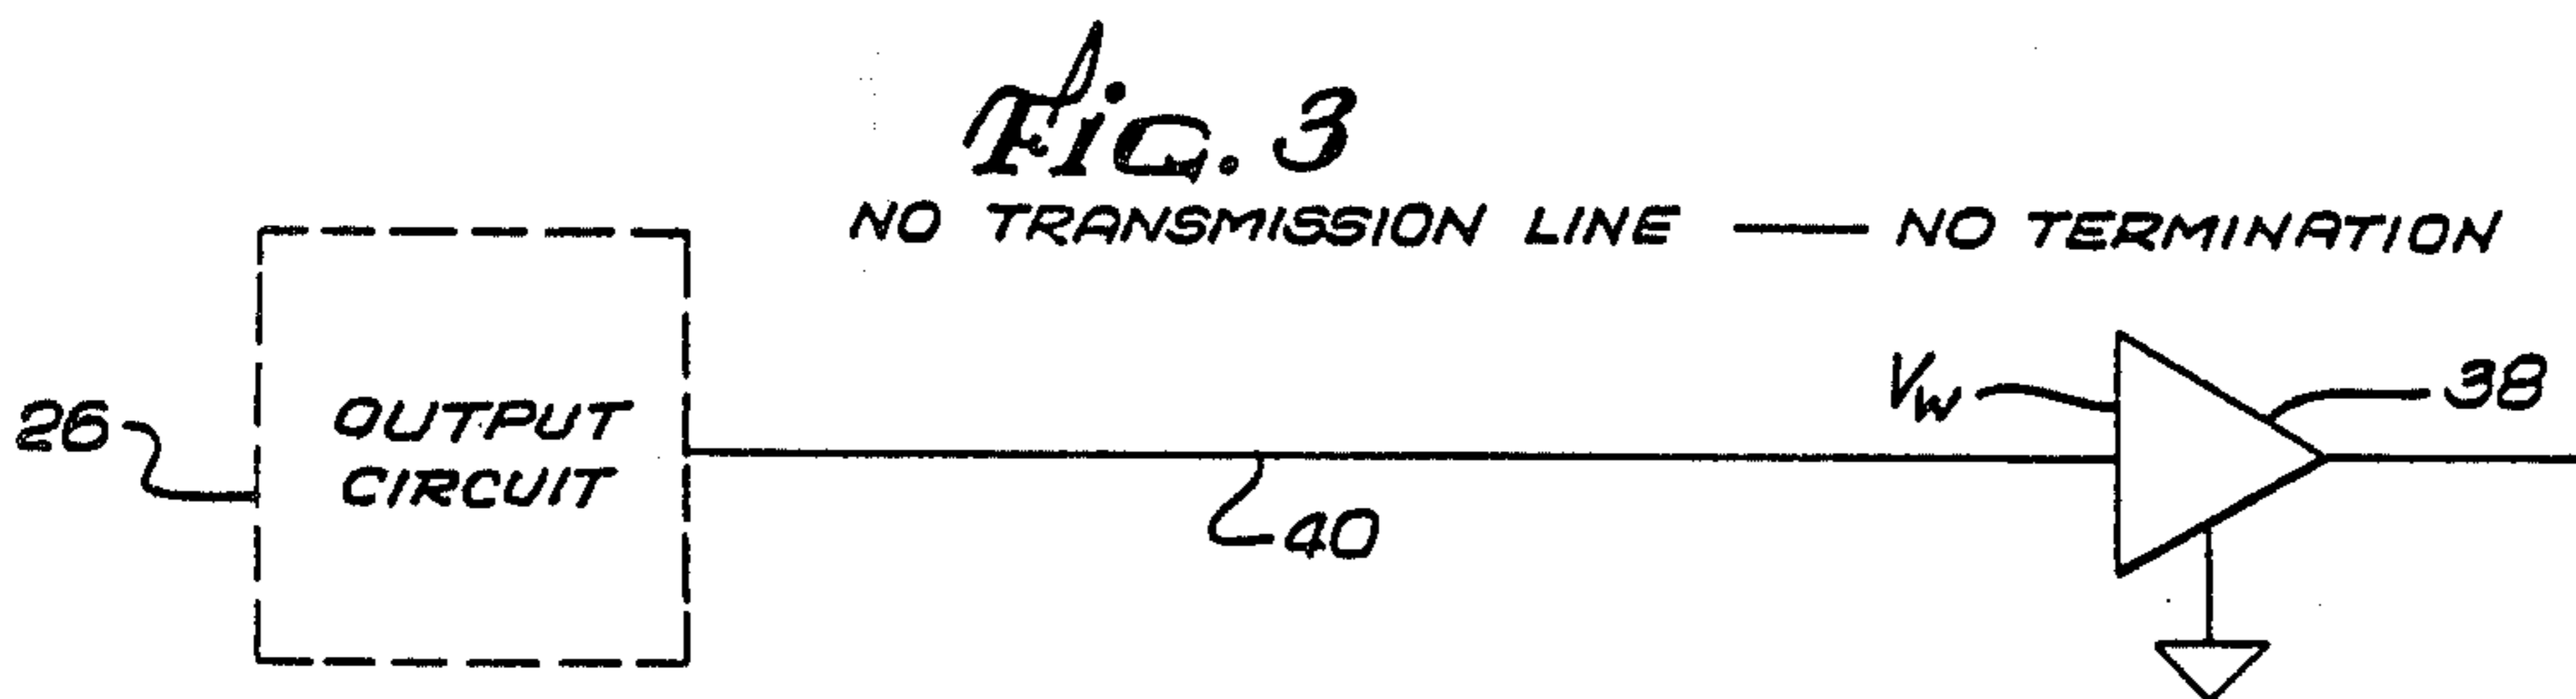 Fig. 3
NO TRANSMISSION LINE — NO TERMINATION
26
OUTPUT
CIRCUIT
40
VW
38